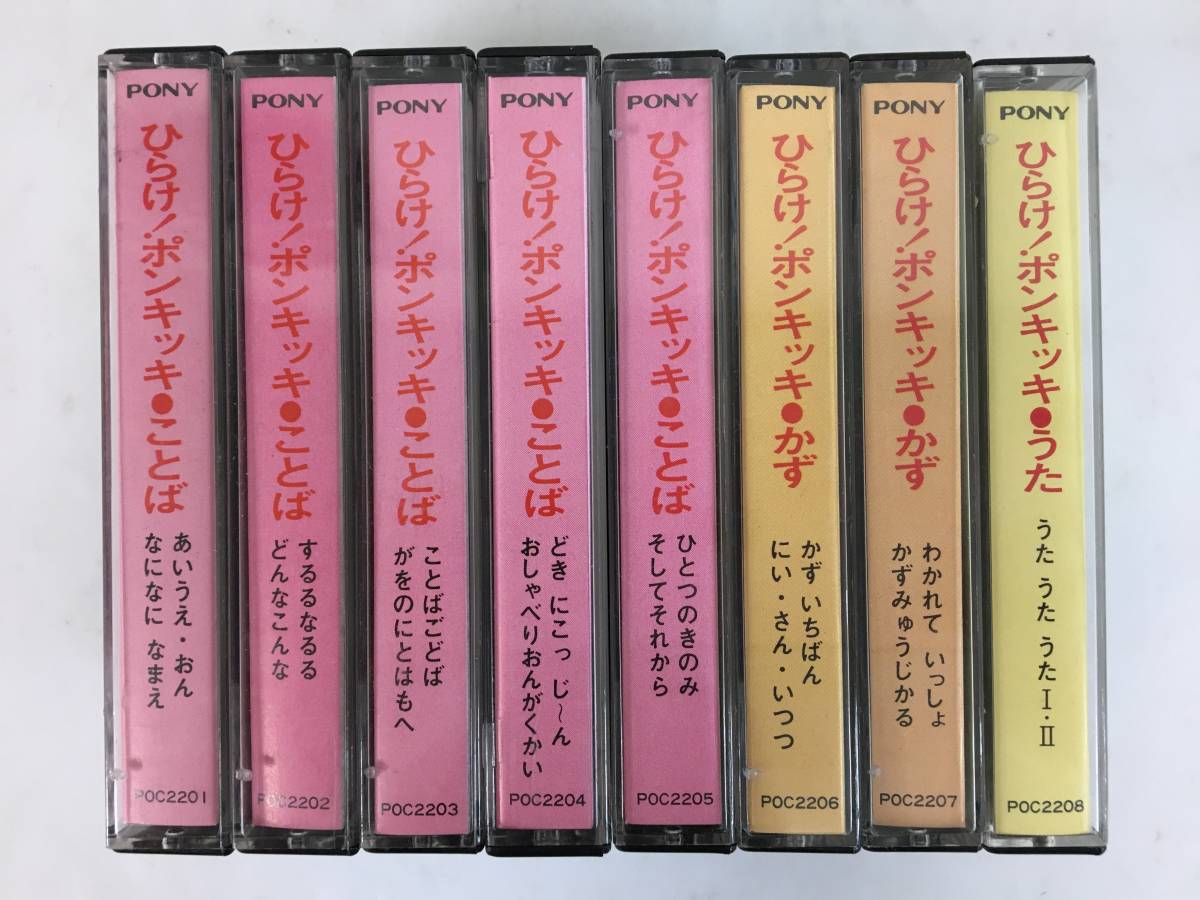 PONY
ひらけ!ポンキッキ●ことば
あいうえ・おん
なになに なまえ
POC2201
PONY
ひらけ!ポンキッキ●ことば
するるなるる
どんなこんな
POC2202
PONY
ひらけ!ポンキッキ●ことば
ことばごどば
がをのにとはもへ
POC2203
PONY
ひらけ!ポンキッキ●ことば
どき にこっ じ〜ん
おしゃべりおんがくかい
POC2204
PONY
ひらけ!ポンキッキ●ことば
ひとつのきのみ
そしてそれから
POC2205
PONY
ひらけ!ポンキッキ●かず
かず いちばん
にい・さん・いつつ
POC2206
PONY
ひらけ!ポンキッキ●かず
わかれて いっしょ
かずみゅうじかる
POC2207
PONY
ひらけ!ポンキッキ●うた
うた うた うたⅠ・Ⅱ
POC2208